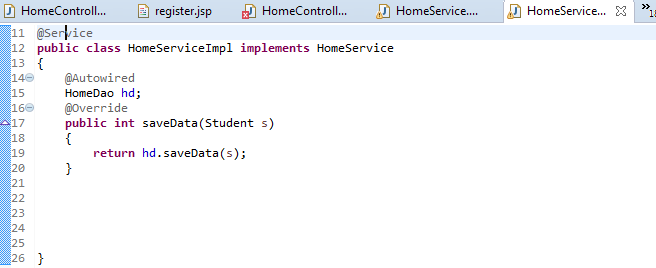 HomeControll... register.jsp HomeControll... HomeService.... HomeService... »
11 @Service
12 public class HomeServiceImpl implements HomeService
13 {
14 @Autowired
15 HomeDao hd;
16 @Override
17 public int saveData(Student s)
18 {
19 return hd.saveData(s);
20 }
21
22
23
24
25
26 }